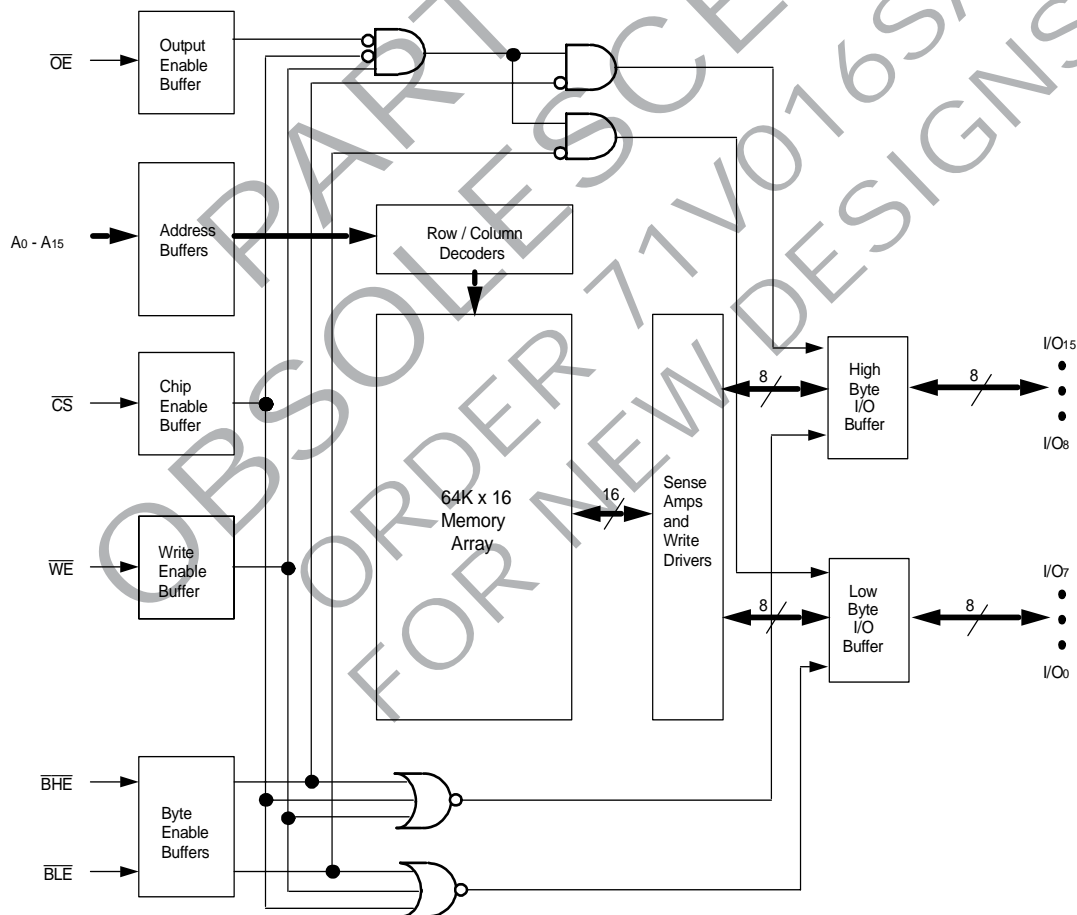 OE
Output
Enable
Buffer
A0 - A15
Address
Buffers
Row / Column
Decoders
CS
Chip
Enable
Buffer
WE
Write
Enable
Buffer
64K x 16
Memory
Array
16
Sense
Amps
and
Write
Drivers
8
High
Byte
I/O
Buffer
8
I/O15
I/O8
8
Low
Byte
I/O
Buffer
8
I/O7
I/O0
BHE
BLE
Byte
Enable
Buffers
PART
OBSOLESCE
ORDER 71V016SA
FOR NEW DESIGNS